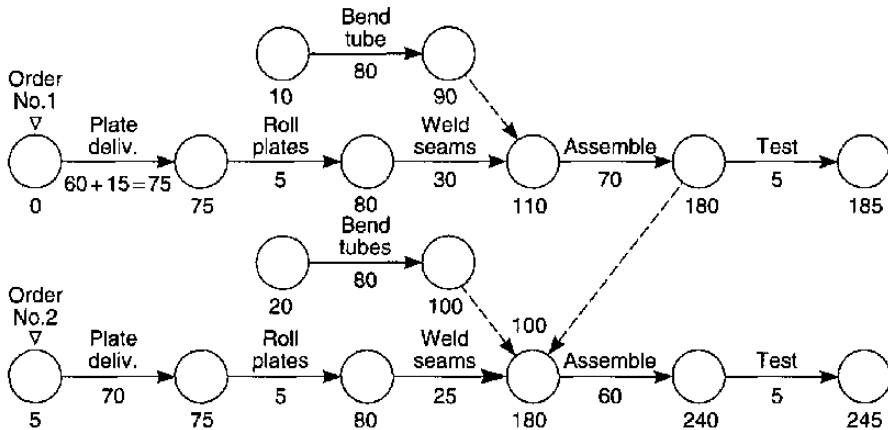 Bend
tube
80
10
90
Order
No.1
Plate
deliv.
Roll
plates
Weld
seams
Assemble
Test
60+15=75
5
30
70
5
0
75
80
110
180
185
Bend
tubes
80
20
100
Order
No.2
100
Plate
deliv.
Roll
plates
Weld
seams
Assemble
Test
70
5
25
60
5
5
75
80
180
240
245